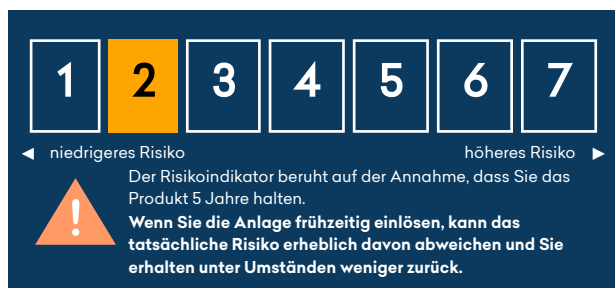 1 2 3 4 5 6 7
◄ niedrigeres Risiko höheres Risiko ►
Der Risikoindikator beruht auf der Annahme, dass Sie das
Produkt 5 Jahre halten.
Wenn Sie die Anlage frühzeitig einlösen, kann das
tatsächliche Risiko erheblich davon abweichen und Sie
erhalten unter Umständen weniger zurück.
!